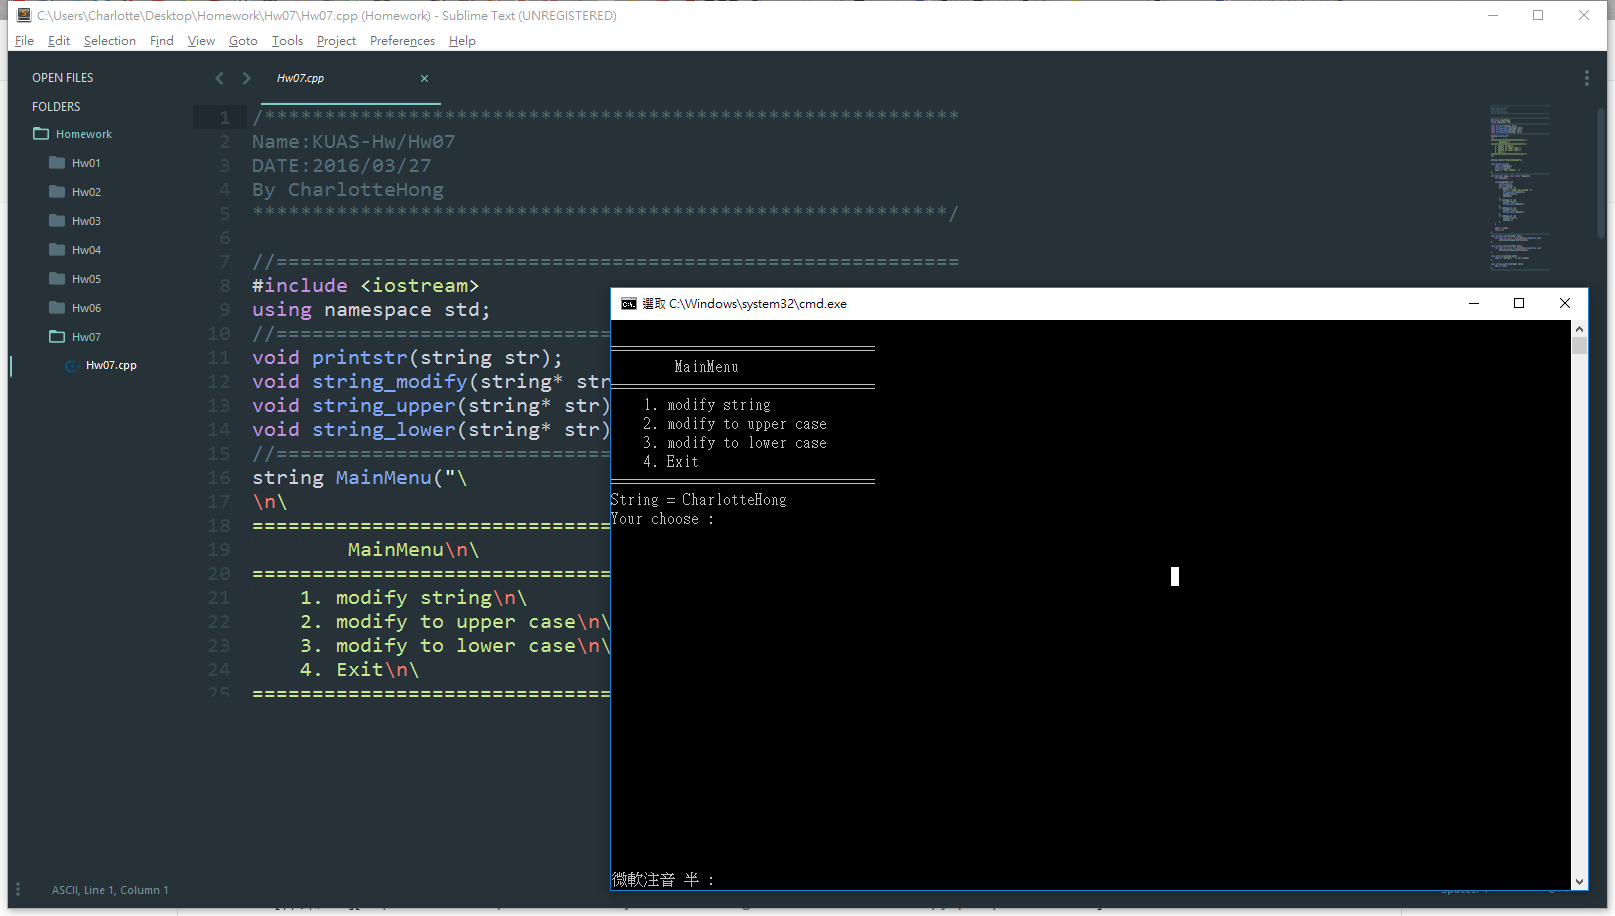 C:\Users\Charlotte\Desktop\Homework\Hw07\Hw07.cpp (Homework) - Sublime Text (UNREGISTERED)
File Edit Selection Find View Goto Tools Project Preferences Help
OPEN FILES
FOLDERS
Homework
Hw01
Hw02
Hw03
Hw04
Hw05
Hw06
Hw07
Hw07.cpp
Hw07.cpp
1 /*********************************************************
2 Name:KUAS-Hw/Hw07
3 DATE:2016/03/27
4 By CharlotteHong
5 **********************************************************/
6
7 //=========================================================
8 #include <iostream>
9 using namespace std;
10 //==============================
11 void printstr(string str);
12 void string_modify(string* str
13 void string_upper(string* str)
14 void string_lower(string* str)
15 //==============================
16 string MainMenu("\
17 \n\
18 ==============================
19 MainMenu\n\
20 ==============================
21 1. modify string\n\
22 2. modify to upper case\n\
23 3. modify to lower case\n\
24 4. Exit\n\
25 ==============================
ASCII, Line 1, Column 1
選取 C:\Windows\system32\cmd.exe
=================================
MainMenu
=================================
1. modify string
2. modify to upper case
3. modify to lower case
4. Exit
=================================
String = CharlotteHong
Your choose :
微軟注音 半 :